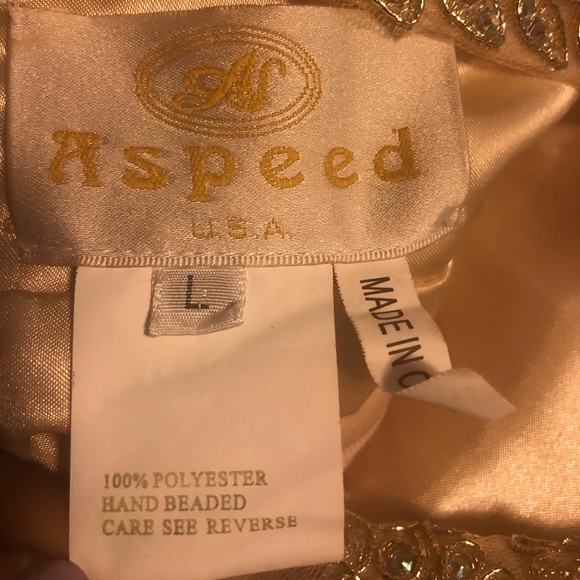 As
Aspeed
U.S.A.
L
MADE IN C
100% POLYESTER
HAND BEADED
CARE SEE REVERSE